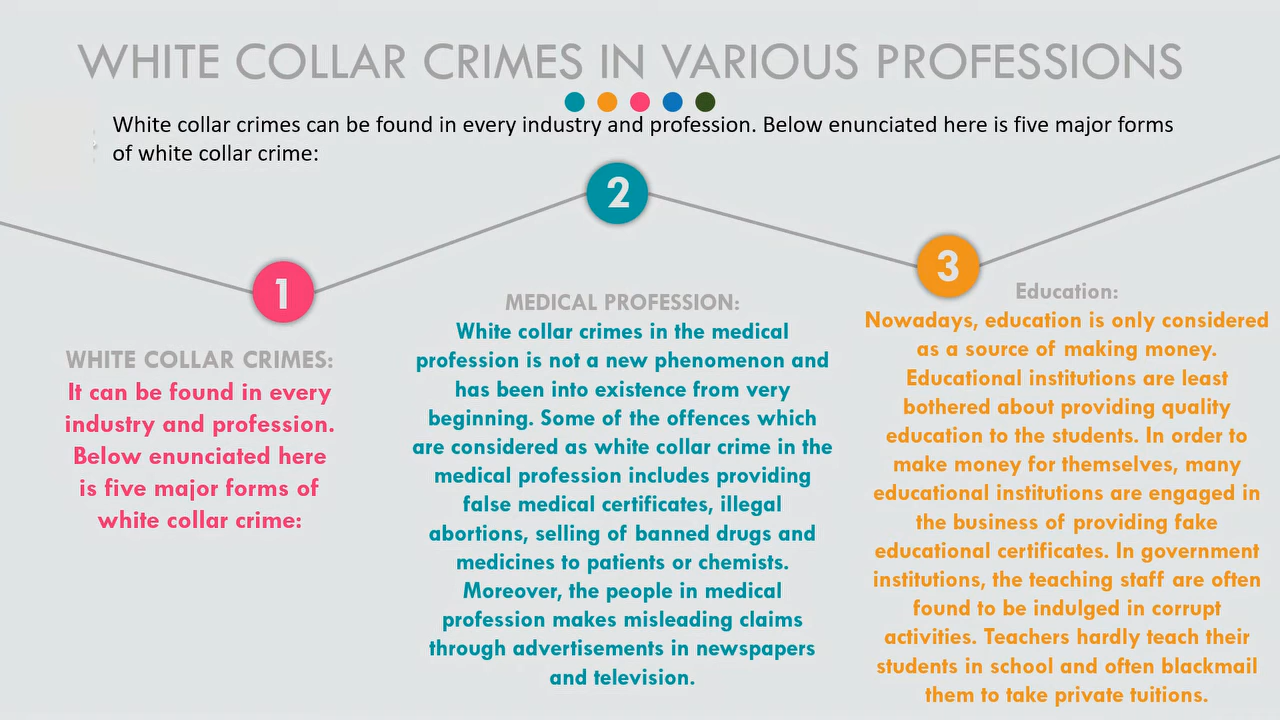 WHITE COLLAR CRIMES IN VARIOUS PROFESSIONS
White collar crimes can be found in every industry and profession. Below enunciated here is five major forms
of white collar crime:
1
WHITE COLLAR CRIMES:
It can be found in every
industry and profession.
Below enunciated here
is five major forms of
white collar crime:
2
MEDICAL PROFESSION:
White collar crimes in the medical
profession is not a new phenomenon and
has been into existence from very
beginning. Some of the offences which
are considered as white collar crime in the
medical profession includes providing
false medical certificates, illegal
abortions, selling of banned drugs and
medicines to patients or chemists.
Moreover, the people in medical
profession makes misleading claims
through advertisements in newspapers
and television.
3
Education:
Nowadays, education is only considered
as a source of making money.
Educational institutions are least
bothered about providing quality
education to the students. In order to
make money for themselves, many
educational institutions are engaged in
the business of providing fake
educational certificates. In government
institutions, the teaching staff are often
found to be indulged in corrupt
activities. Teachers hardly teach their
students in school and often blackmail
them to take private tuitions.